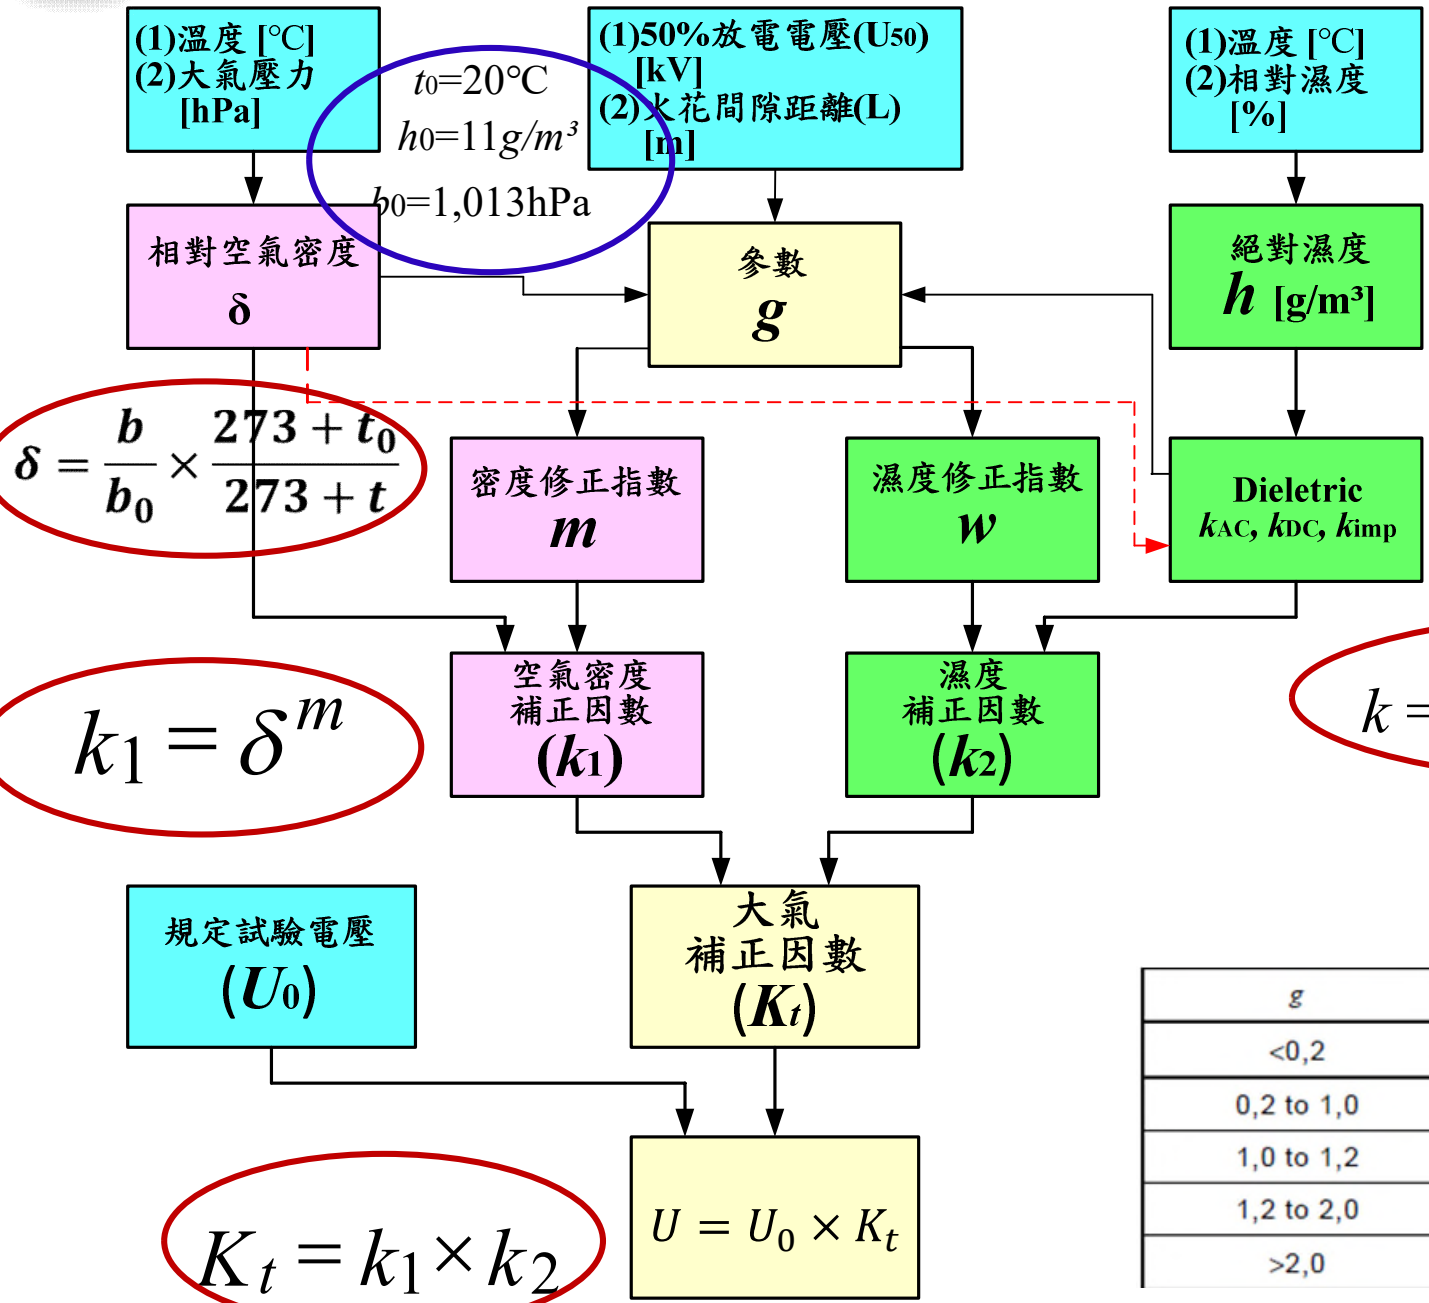 (1)溫度 [°C]
(2)大氣壓力
[hPa]
t0=20°C
h0=11g/m³
b0=1,013hPa
(1)50%放電電壓(U50)
[kV]
(2)火花間隙距離(L)
[m]
(1)溫度 [°C]
(2)相對濕度
[%]
相對空氣密度
δ
參數
g
絕對濕度
h [g/m³]
δ = b/b₀ × (273 + t₀)/(273 + t)
密度修正指數
m
濕度修正指數
w
Dieletric
kAC, kDC, kimp
k₁ = δᵐ
空氣密度
補正因數
(k1)
濕度
補正因數
(k2)
k =
規定試驗電壓
(U0)
大氣
補正因數
(Kt)
g
<0,2
0,2 to 1,0
1,0 to 1,2
1,2 to 2,0
>2,0
Kₜ = k₁ × k₂
U = U₀ × Kₜ